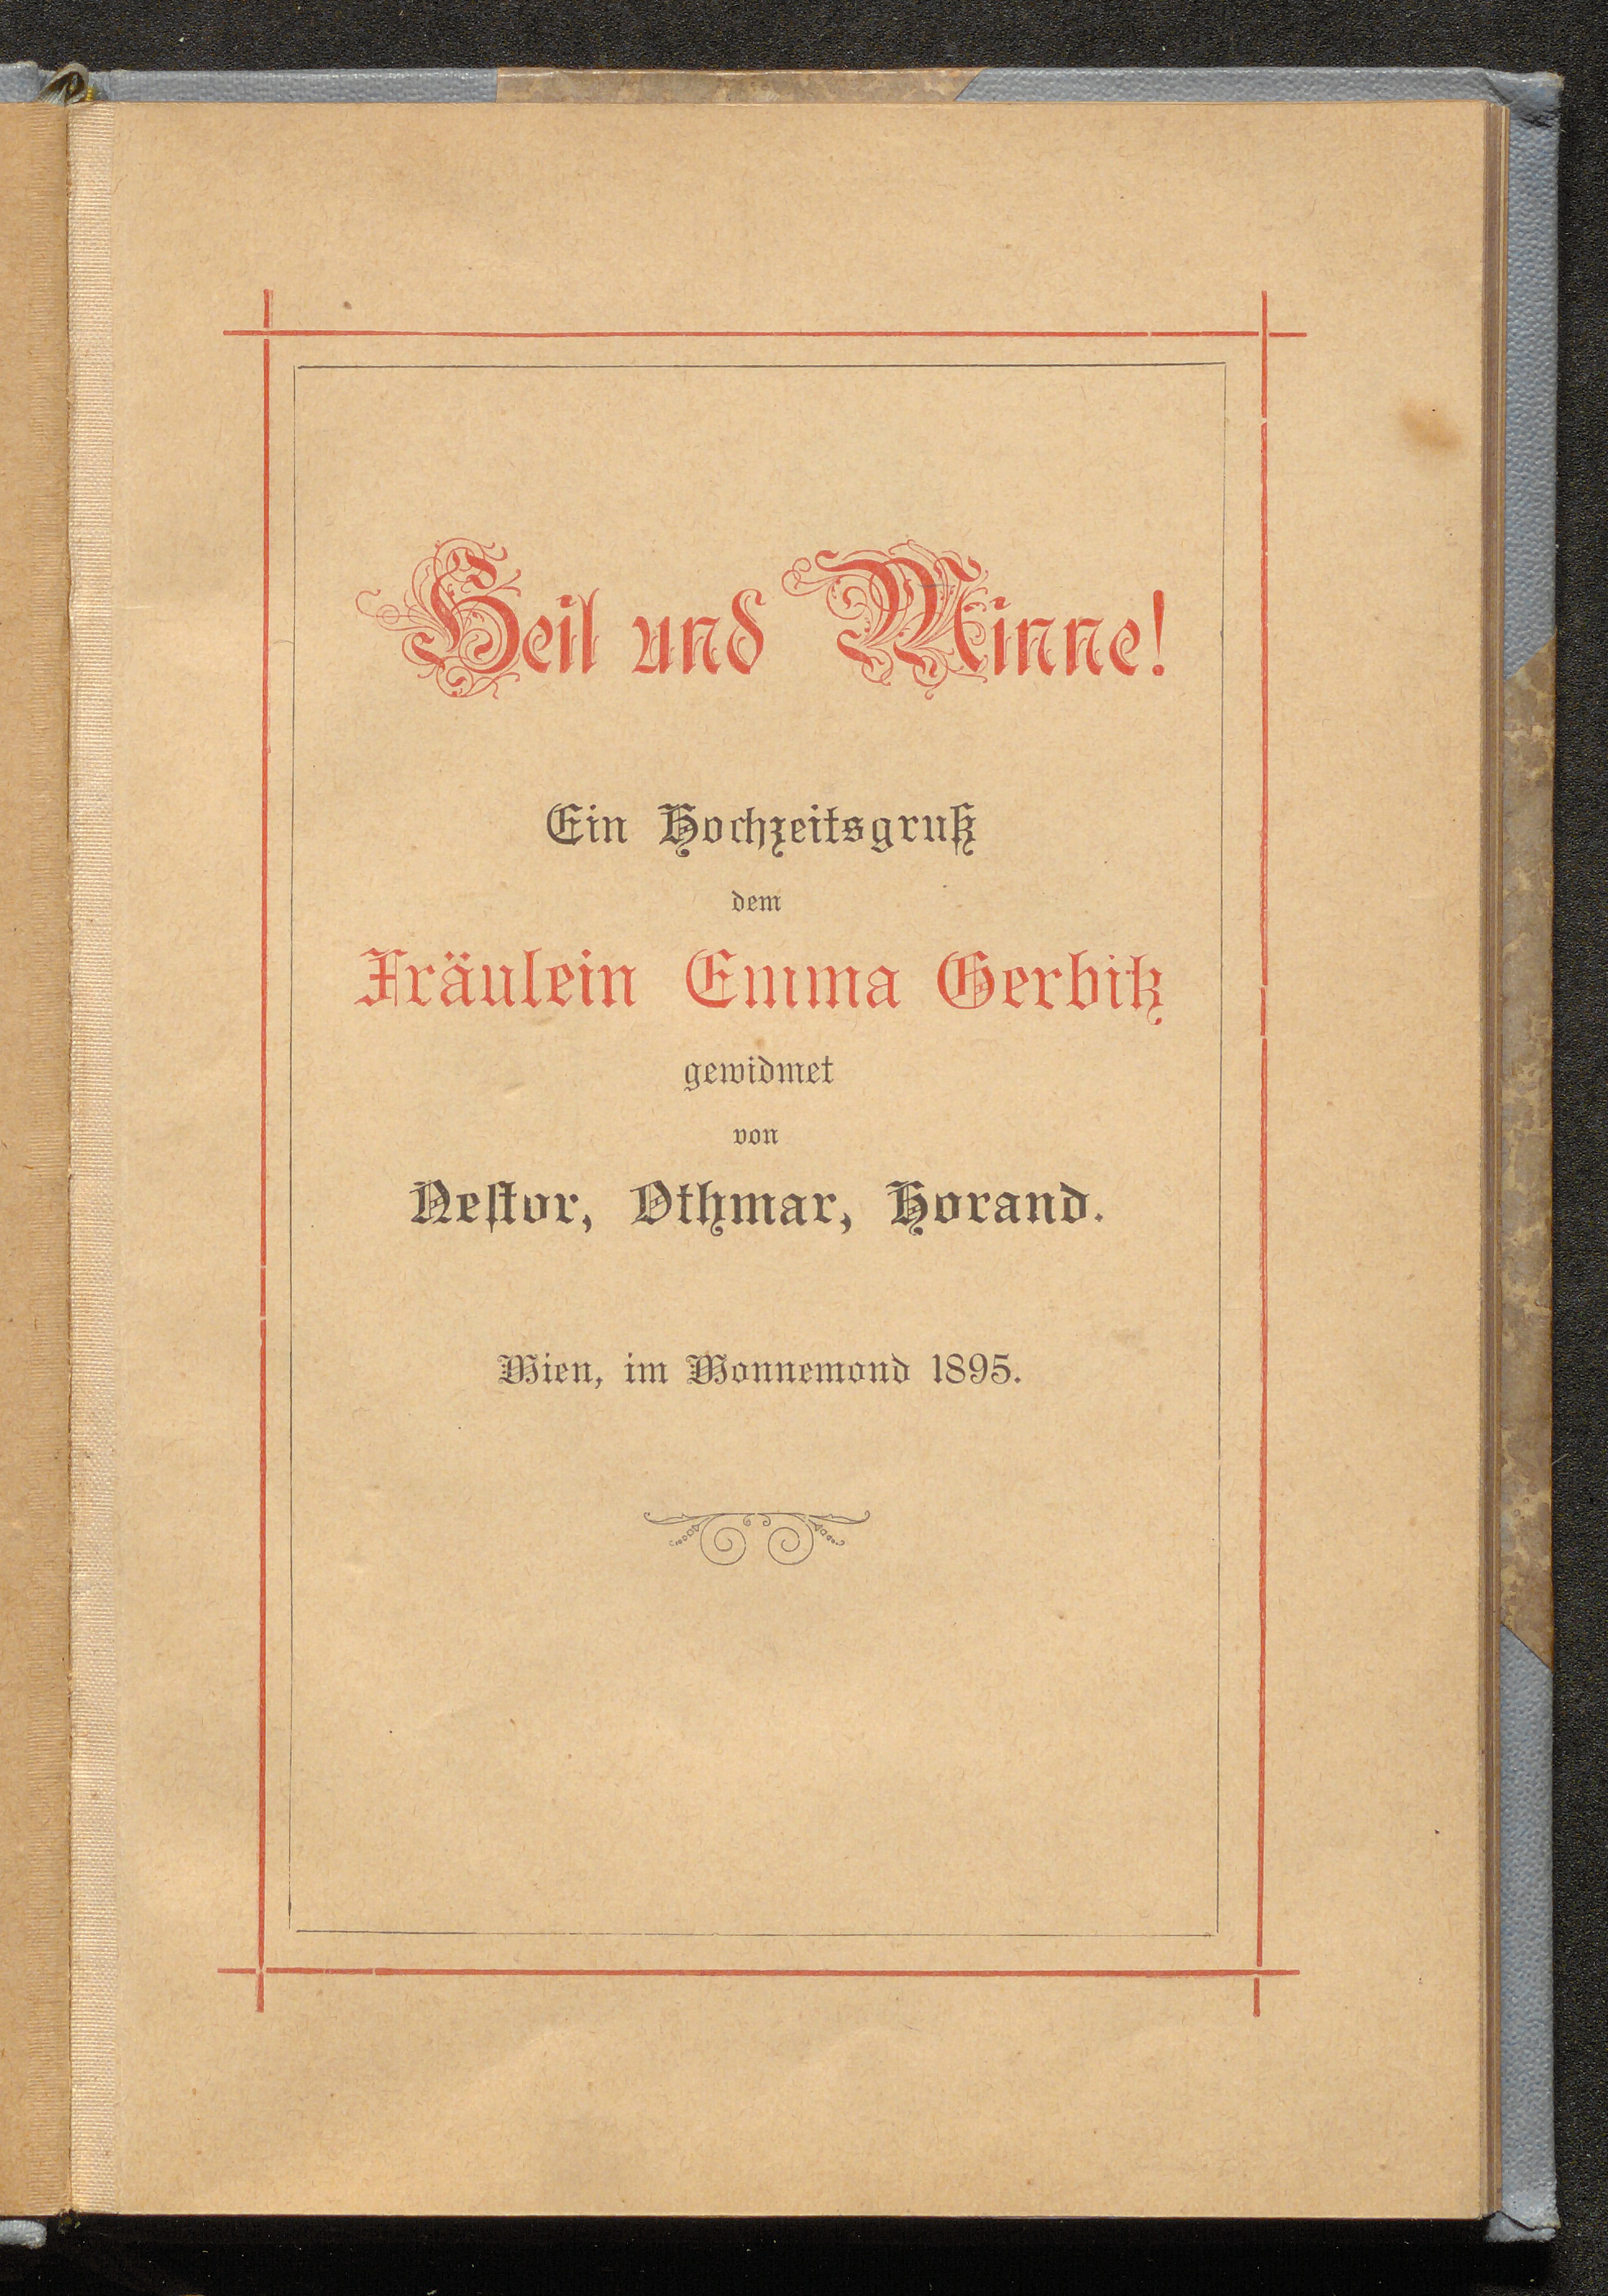 Heil und Minne!
Ein Hochzeitsgruß
dem
Fräulein Emma Gerbitz
gewidmet
von
Neſtor, Othmar, Horand.
Wien, im Wonnemond 1895.